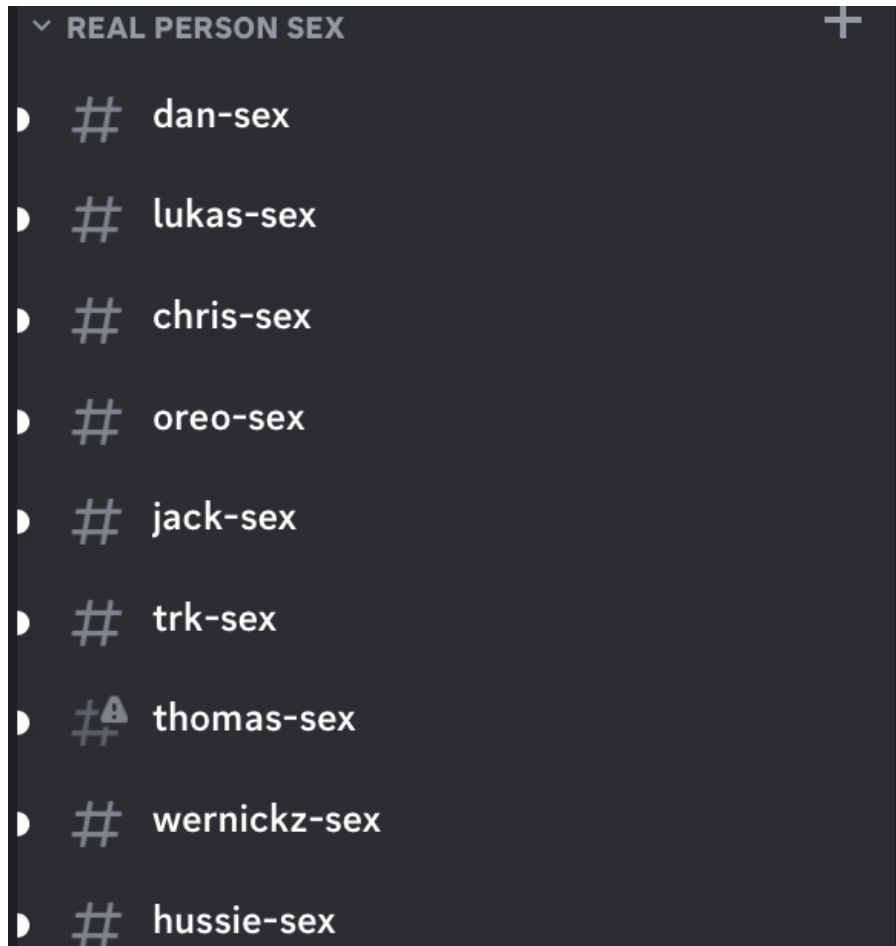 REAL PERSON SEX
dan-sex
lukas-sex
chris-sex
oreo-sex
jack-sex
trk-sex
thomas-sex
wernickz-sex
hussie-sex